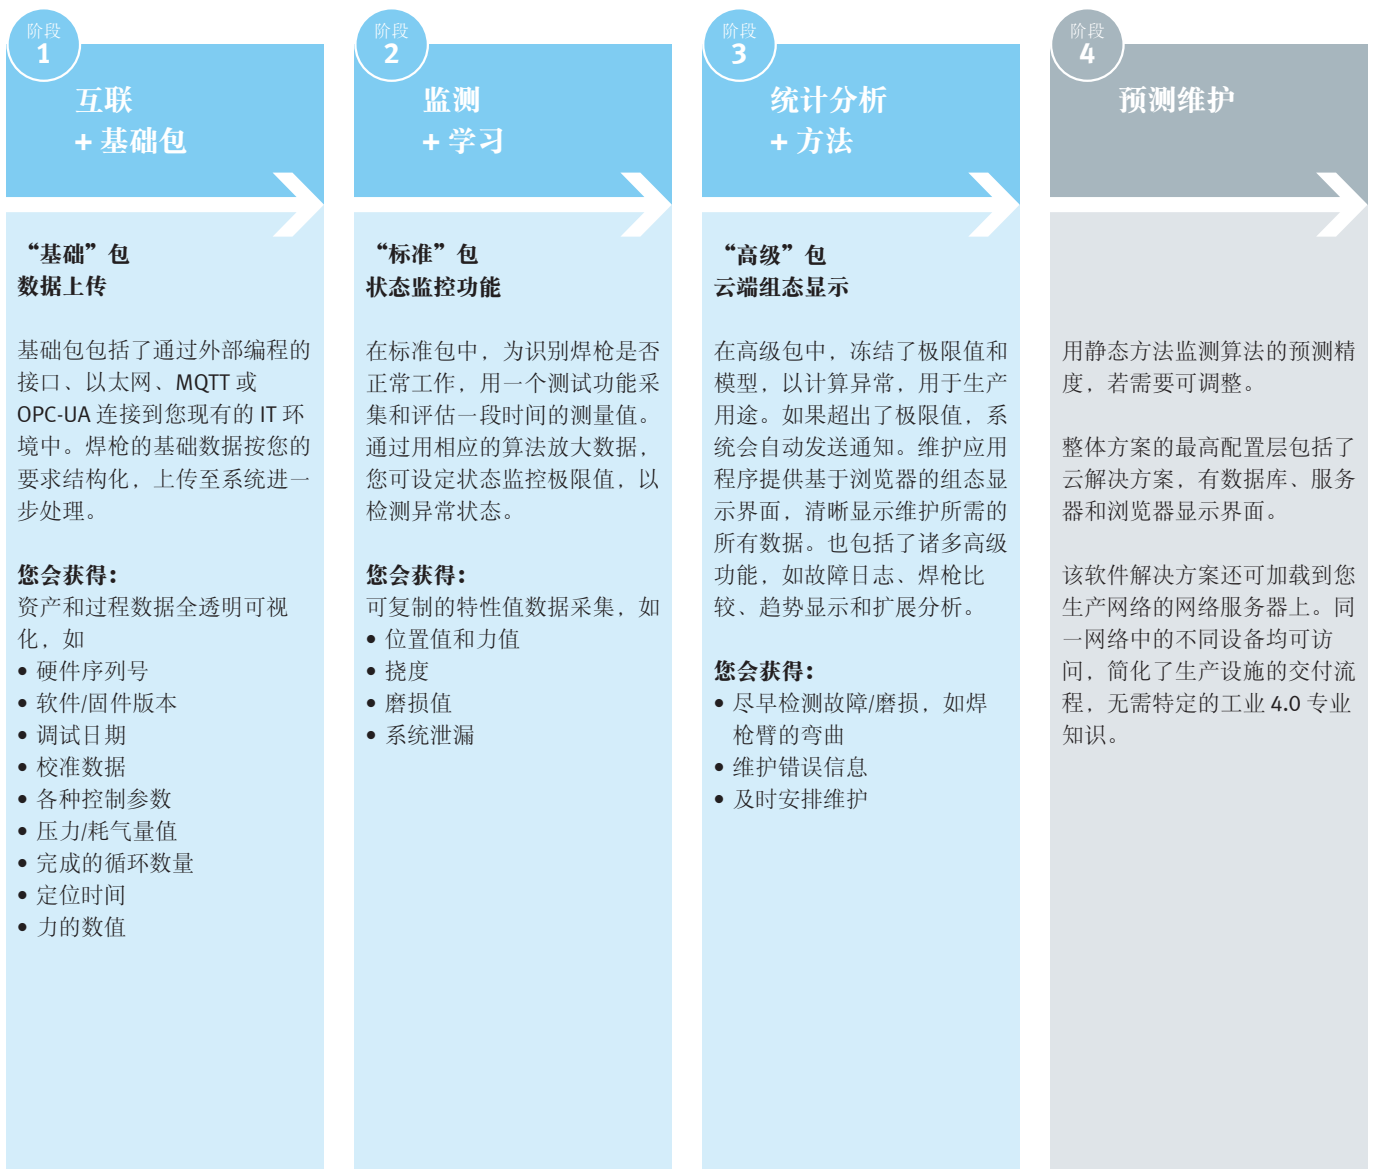 阶段
1
互联
+ 基础包
“基础”包
数据上传
基础包包括了通过外部编程的
接口、以太网、MQTT 或
OPC-UA 连接到您现有的 IT 环
境中。焊枪的基础数据按您的
要求结构化，上传至系统进一
步处理。
您会获得：
资产和过程数据全透明可视
化，如
• 硬件序列号
• 软件/固件版本
• 调试日期
• 校准数据
• 各种控制参数
• 压力/耗气量值
• 完成的循环数量
• 定位时间
• 力的数值
阶段
2
监测
+ 学习
“标准”包
状态监控功能
在标准包中，为识别焊枪是否
正常工作，用一个测试功能采
集和评估一段时间的测量值。
通过用相应的算法放大数据，
您可设定状态监控极限值，以
检测异常状态。
您会获得：
可复制的特性值数据采集，如
• 位置值和力值
• 挠度
• 磨损值
• 系统泄漏
阶段
3
统计分析
+ 方法
“高级”包
云端组态显示
在高级包中，冻结了极限值和
模型，以计算异常，用于生产
用途。如果超出了极限值，系
统会自动发送通知。维护应用
程序提供基于浏览器的组态显
示界面，清晰显示维护所需的
所有数据。也包括了诸多高级
功能，如故障日志、焊枪比
较、趋势显示和扩展分析。
您会获得：
• 尽早检测故障/磨损，如焊
枪臂的弯曲
• 维护错误信息
• 及时安排维护
阶段
4
预测维护
用静态方法监测算法的预测精
度，若需要可调整。
整体方案的最高配置层包括了
云解决方案，有数据库、服务
器和浏览器显示界面。
该软件解决方案还可加载到您
生产网络的网络服务器上。同
一网络中的不同设备均可访
问，简化了生产设施的交付流
程，无需特定的工业 4.0 专业
知识。